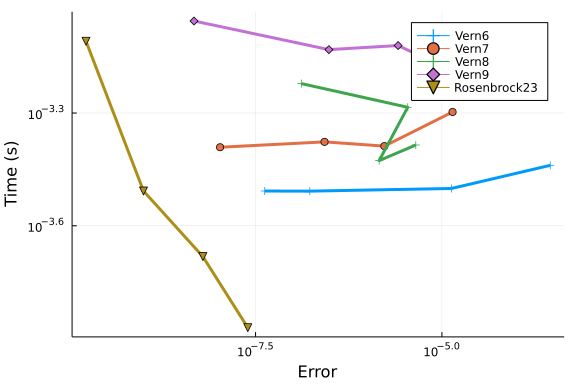 Vern6
Vern7
Vern8
Vern9
Rosenbrock23
10^-3.3
10^-3.6
Time (s)
10^-7.5
10^-5.0
Error